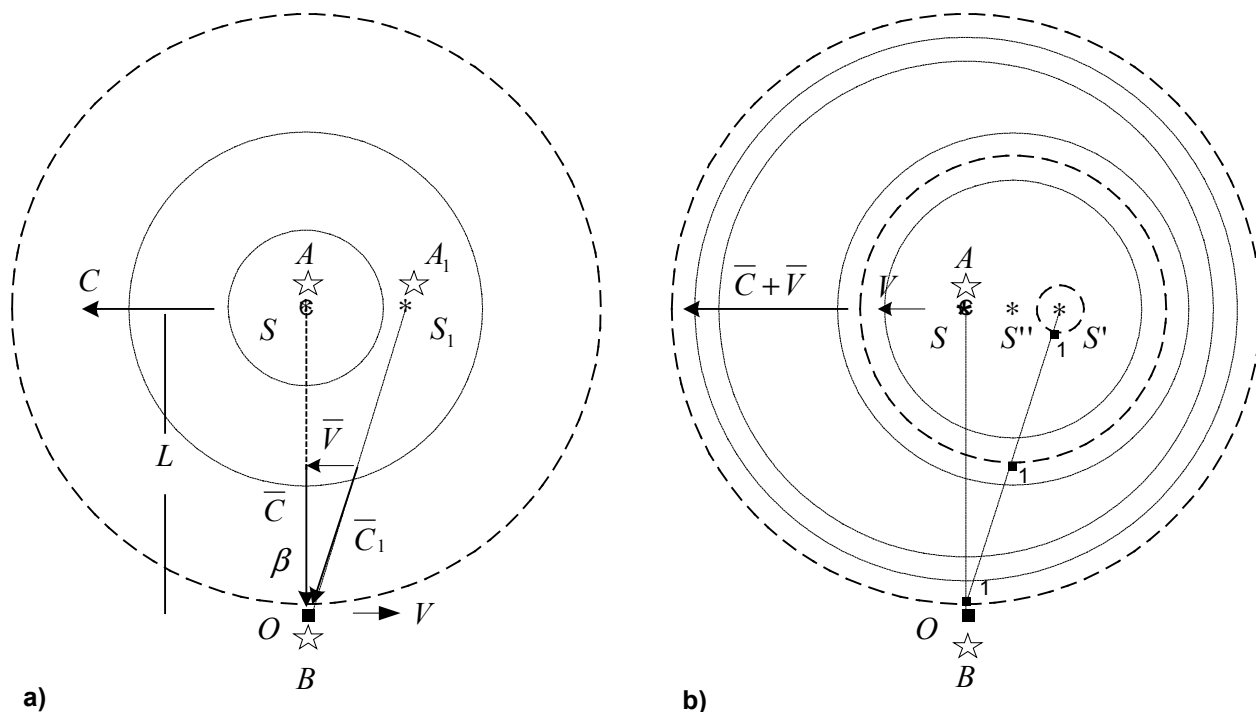 A A₁
C
S S₁
V̅
L
C̅
β C̅₁
V
O
B
a)
A
C̅ + V̅ V
S S'' S'
1
1
1
O
B
b)